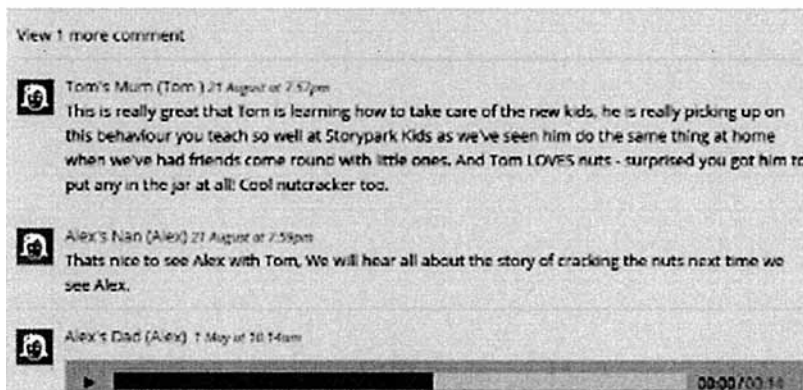 View 1 more comment
Tom's Mum (Tom ) 21 August at 7:57pm
This is really great that Tom is learning how to take care of the new kids, he is really picking up on
this behaviour you teach so well at Storypark Kids as we've seen him do the same thing at home
when we've had friends come round with little ones. And Tom LOVES nuts - surprised you got him to
put any in the jar at all! Cool nutcracker too.
Alex's Nan (Alex) 21 August at 7:59pm
Thats nice to see Alex with Tom, We will hear all about the story of cracking the nuts next time we
see Alex.
Alex's Dad (Alex) 1 May at 10:14am
00:00/00:14